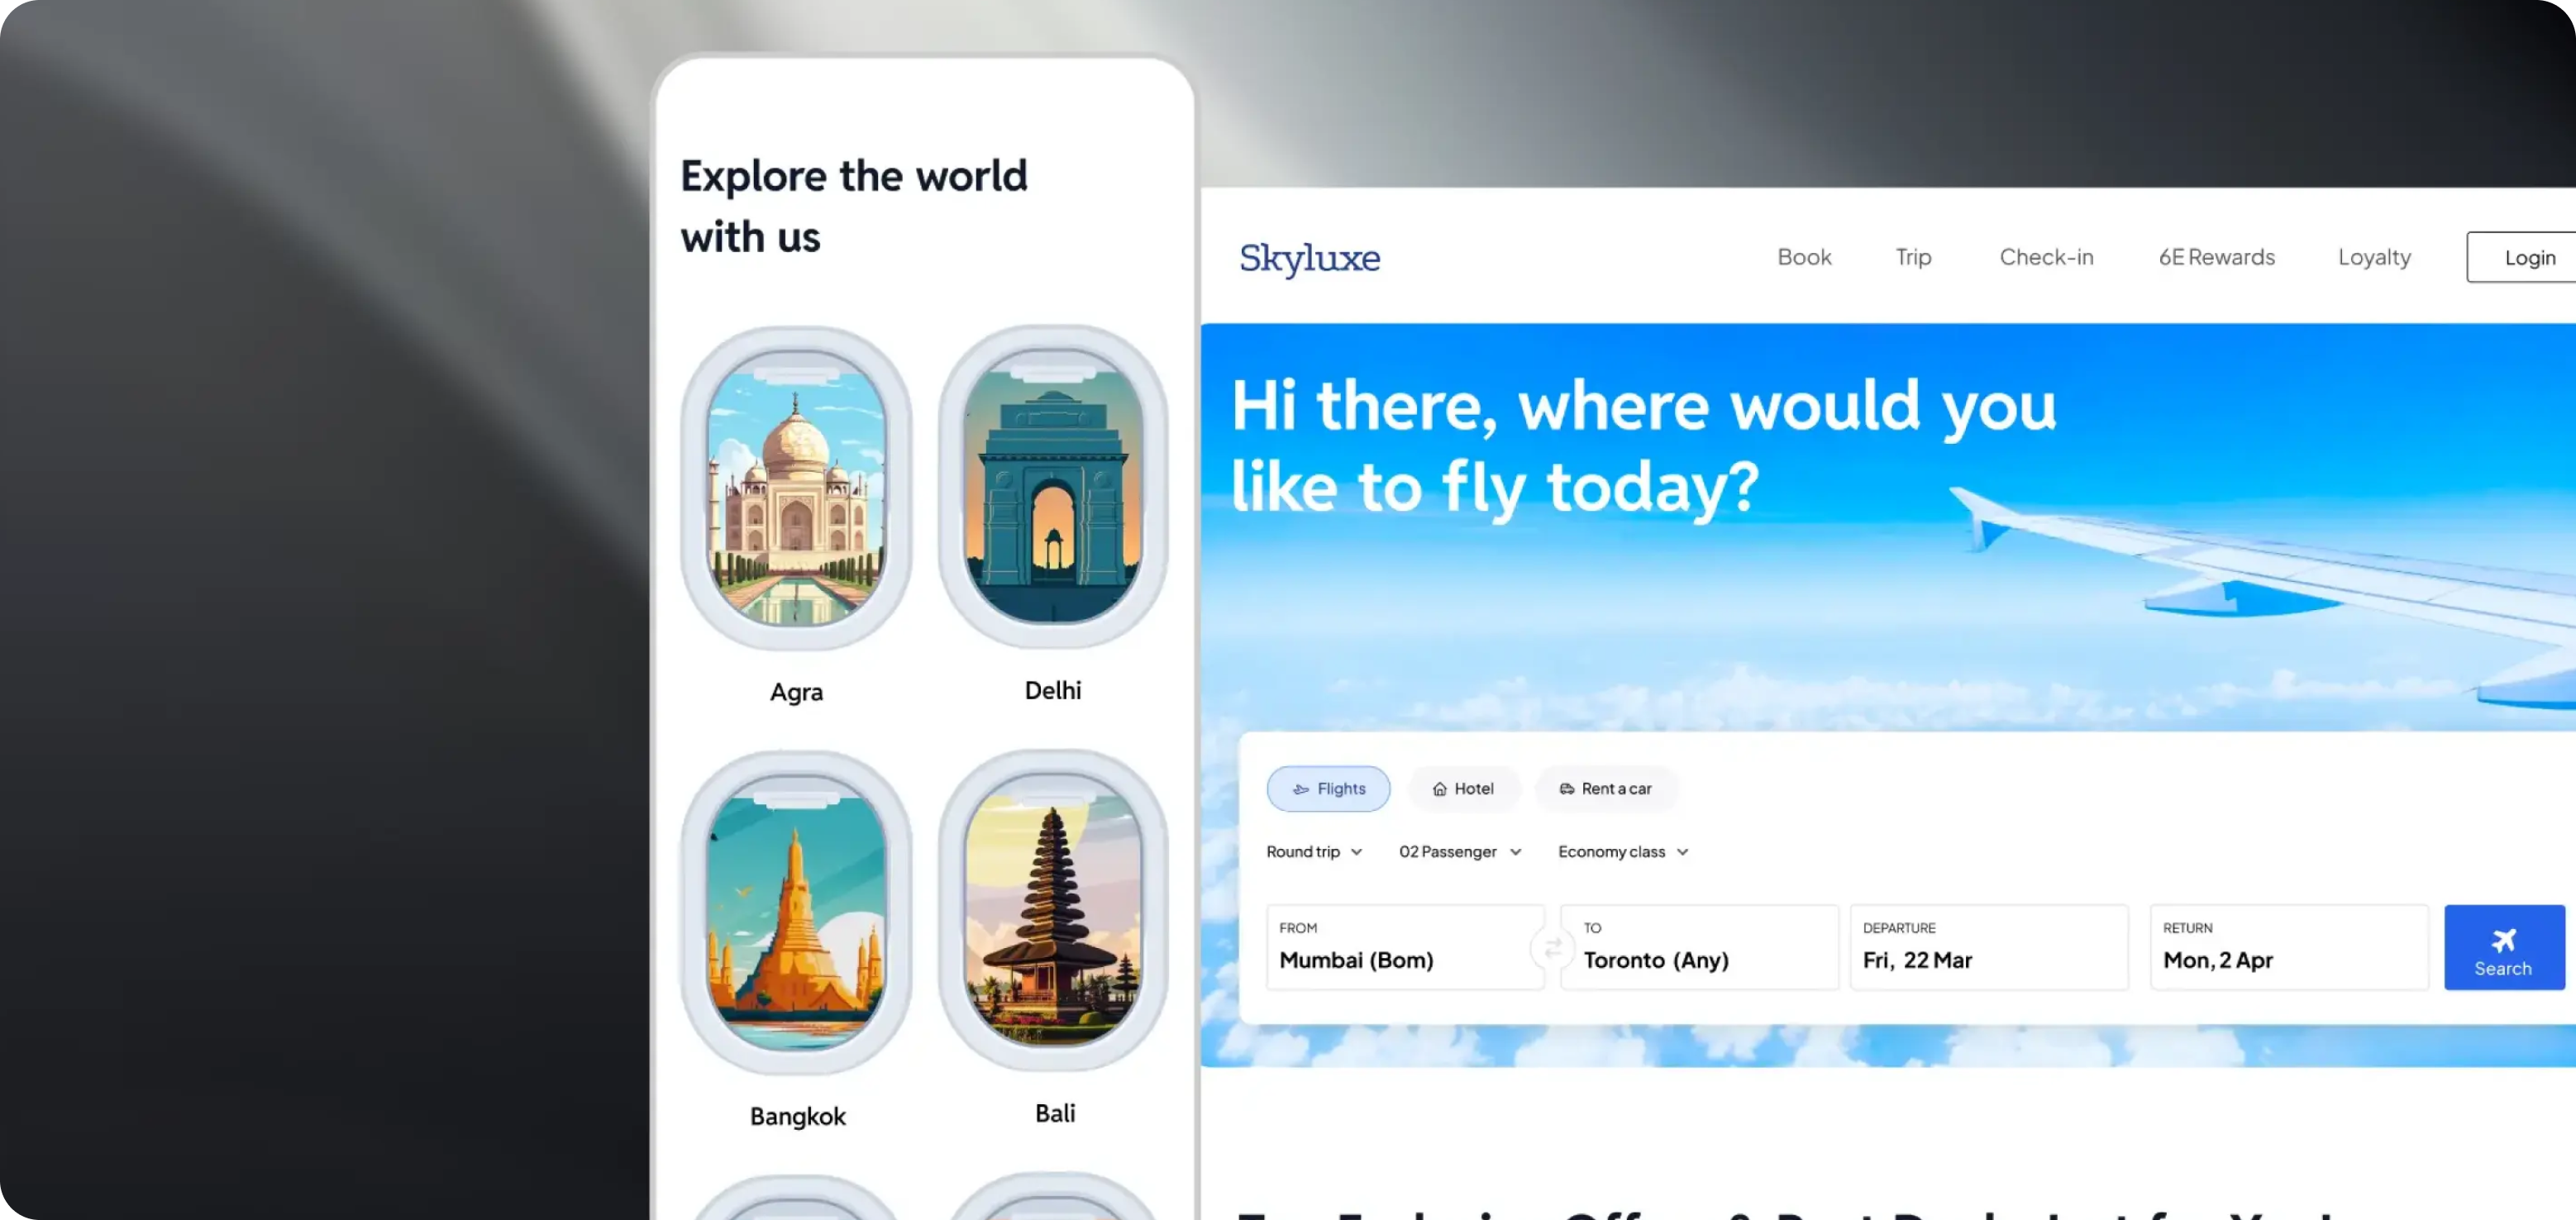 Explore the world
with us
Agra
Delhi
Bangkok
Bali
Skyluxe
Book
Trip
Check-in
6E Rewards
Loyalty
Login
Hi there, where would you
like to fly today?
Flights
Hotel
Rent a car
Round trip
02 Passenger
Economy class
FROM
Mumbai (Bom)
TO
Toronto (Any)
DEPARTURE
Fri, 22 Mar
RETURN
Mon, 2 Apr
Search